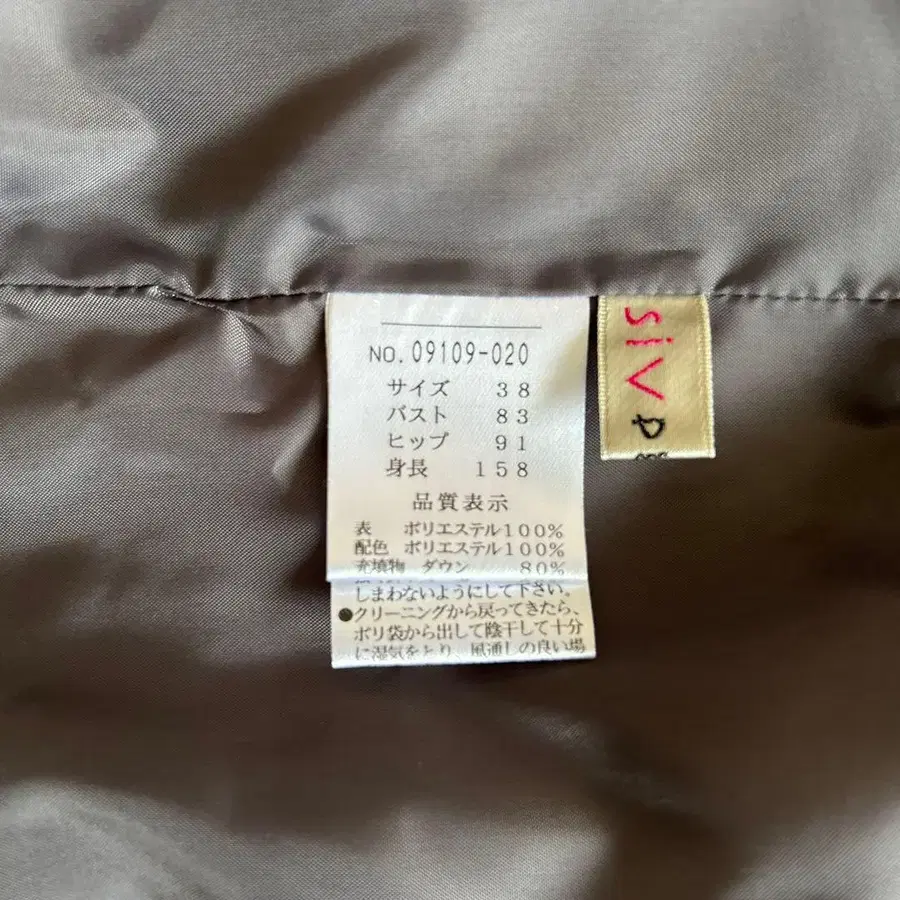 NO. 09109-020
サイズ 38
バスト 83
ヒップ 91
身長 158
品質表示
表 ポリエステル100%
配色 ポリエステル100%
充填物 ダウン 80%
しまわないようにして下さい。
●クリーニングから戻ってきたら、
ポリ袋から出して陰干して十分
に湿気をとり、風通しの良い場
siv